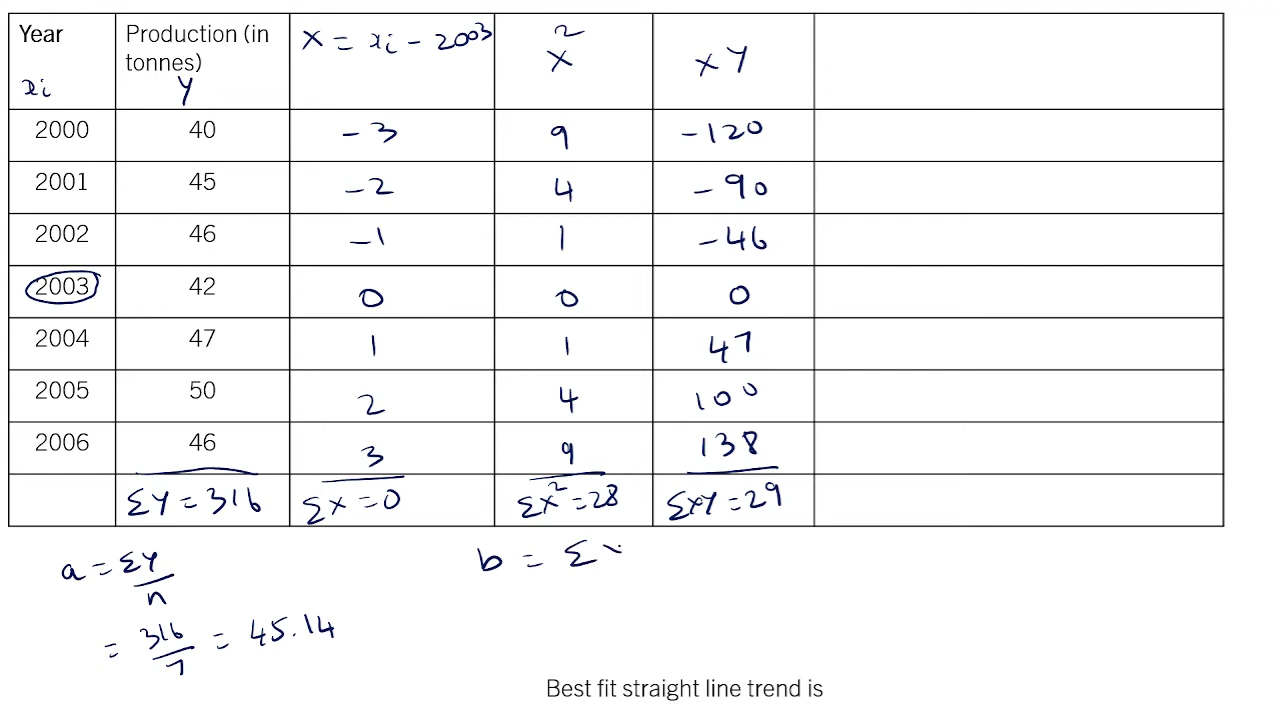 Year xi Production (in tonnes) Y X = xi - 2003 X² XY
2000 40 -3 9 -120
2001 45 -2 4 -90
2002 46 -1 1 -46
2003 42 0 0 0
2004 47 1 1 47
2005 50 2 4 100
2006 46 3 9 138
ΣY = 316 ΣX = 0 ΣX² = 28 ΣXY = 29
a = ΣY/n b = Σ
= 316/7 = 45.14
Best fit straight line trend is